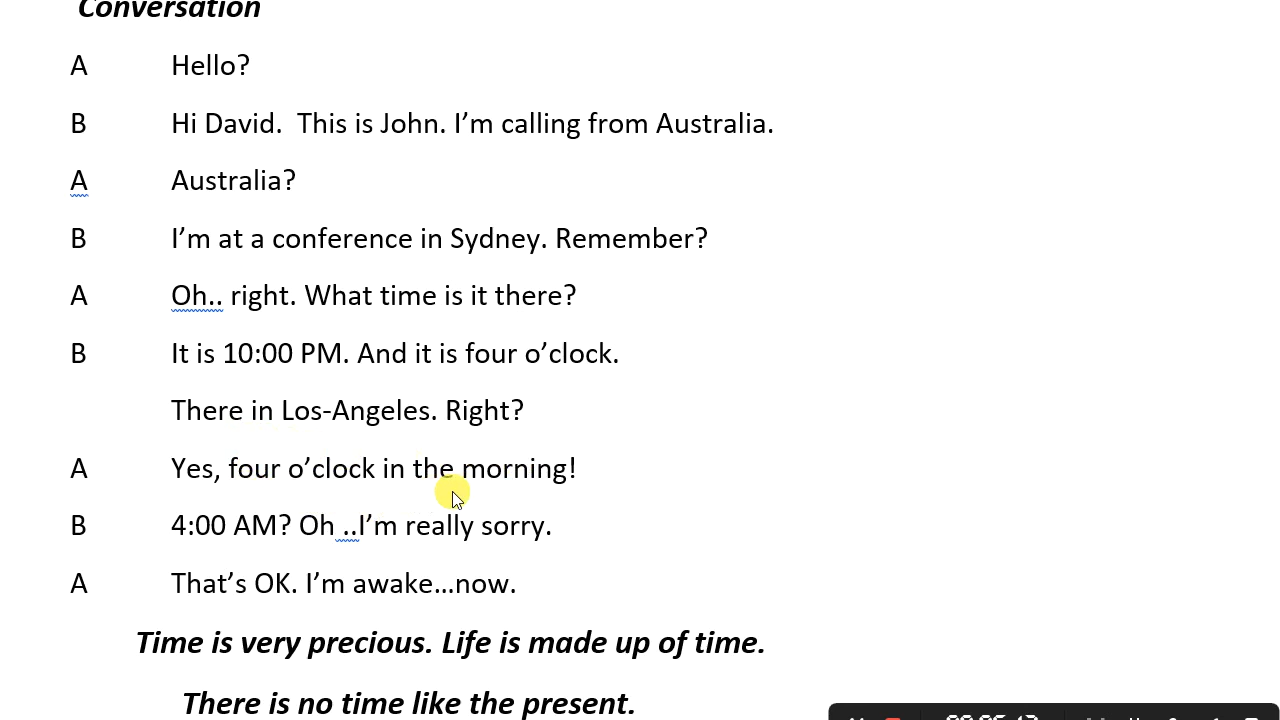 Conversation
A Hello?
B Hi David.  This is John. I’m calling from Australia.
A Australia?
B I’m at a conference in Sydney. Remember?
A Oh.. right. What time is it there?
B It is 10:00 PM. And it is four o’clock.
There in Los-Angeles. Right?
A Yes, four o’clock in the morning!
B 4:00 AM? Oh ..I’m really sorry.
A That’s OK. I’m awake…now.
Time is very precious. Life is made up of time.
There is no time like the present.